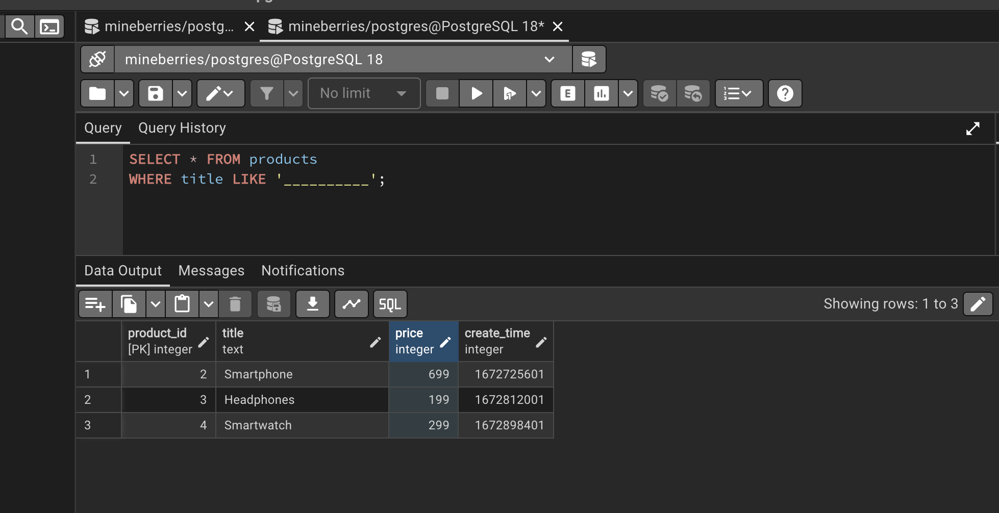 mineberries/postg...
mineberries/postgres@PostgreSQL 18*
mineberries/postgres@PostgreSQL 18
No limit
E
Query Query History
1 SELECT * FROM products
2 WHERE title LIKE '__________';
Data Output Messages Notifications
SQL
Showing rows: 1 to 3
product_id title price create_time
[PK] integer text integer integer
1 2 Smartphone 699 1672725601
2 3 Headphones 199 1672812001
3 4 Smartwatch 299 1672898401